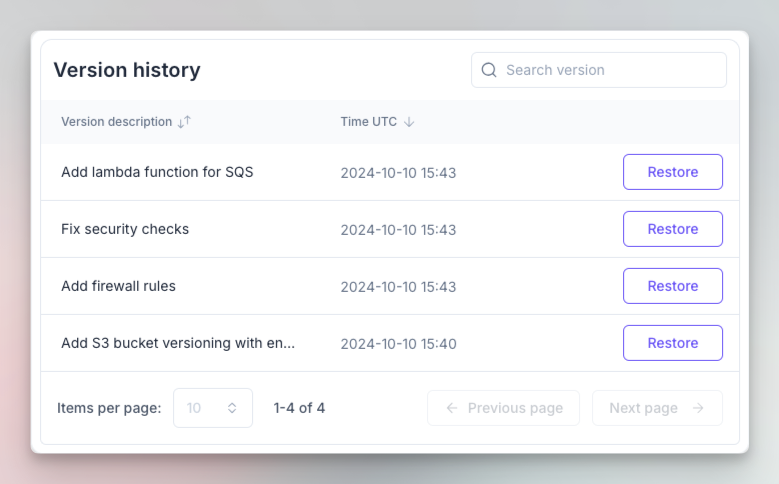 Version history
Search version
Version description Time UTC
Add lambda function for SQS 2024-10-10 15:43 Restore
Fix security checks 2024-10-10 15:43 Restore
Add firewall rules 2024-10-10 15:43 Restore
Add S3 bucket versioning with en... 2024-10-10 15:40 Restore
Items per page: 10 1-4 of 4 Previous page Next page